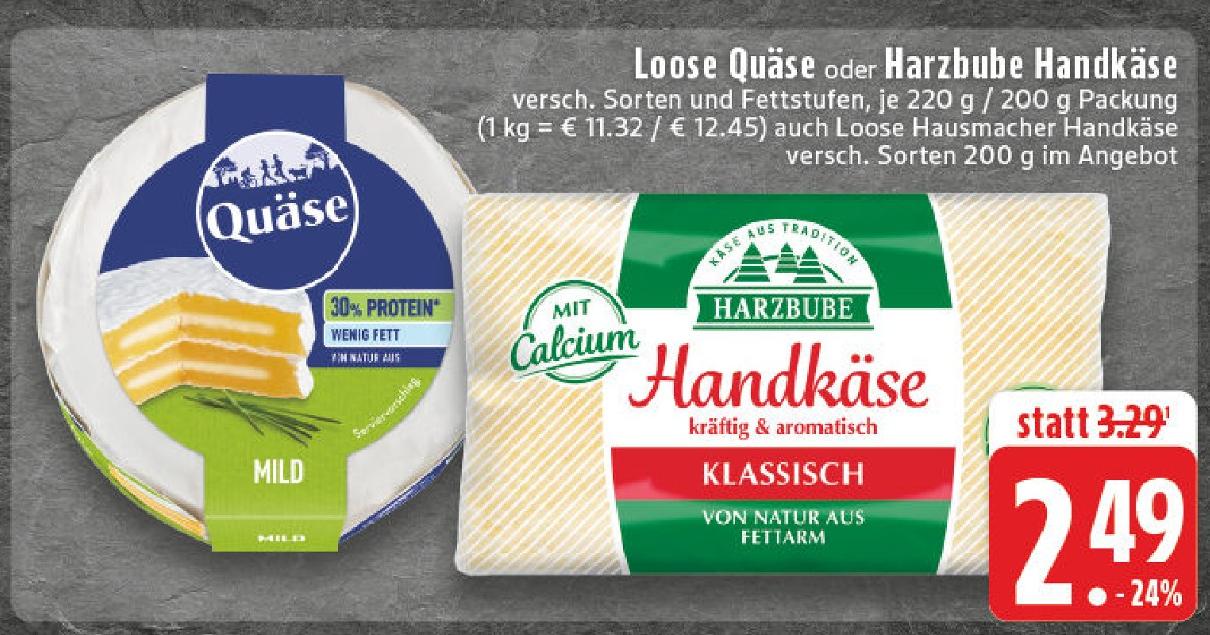 Loose Quäse oder Harzbube Handkäse
versch. Sorten und Fettstufen, je 220 g / 200 g Packung
(1 kg = € 11.32 / € 12.45) auch Loose Hausmacher Handkäse
versch. Sorten 200 g im Angebot
Quäse
30% PROTEIN*
WENIG FETT
VON NATUR AUS
Serviervorschlag
MILD
MILD
KÄSE AUS TRADITION
HARZBUBE
MIT
Calcium
Handkäse
kräftig & aromatisch
KLASSISCH
VON NATUR AUS
FETTARM
statt 3.29¹
2.49
- 24%